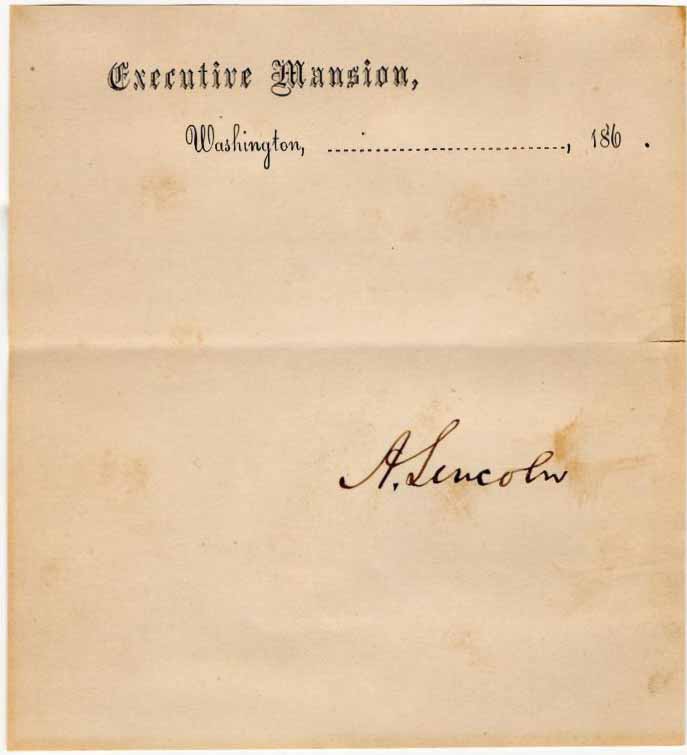 Executive Mansion,
Washington, ............................, 186 .
A. Lincoln